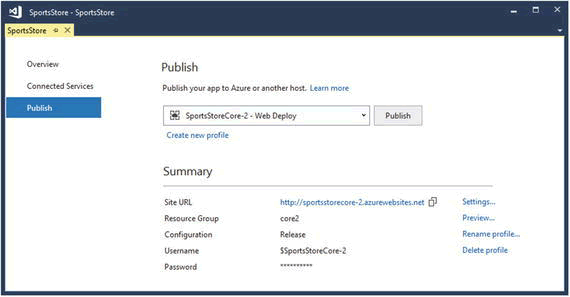 SportsStore - SportsStore
SportsStore
Overview
Connected Services
Publish
Publish
Publish your app to Azure or another host. Learn more
SportsStoreCore-2 - Web Deploy
Publish
Create new profile
Summary
Site URL http://sportsstorecore-2.azurewebsites.net Settings...
Resource Group core2 Preview...
Configuration Release Rename profile...
Username $SportsStoreCore-2 Delete profile
Password **********